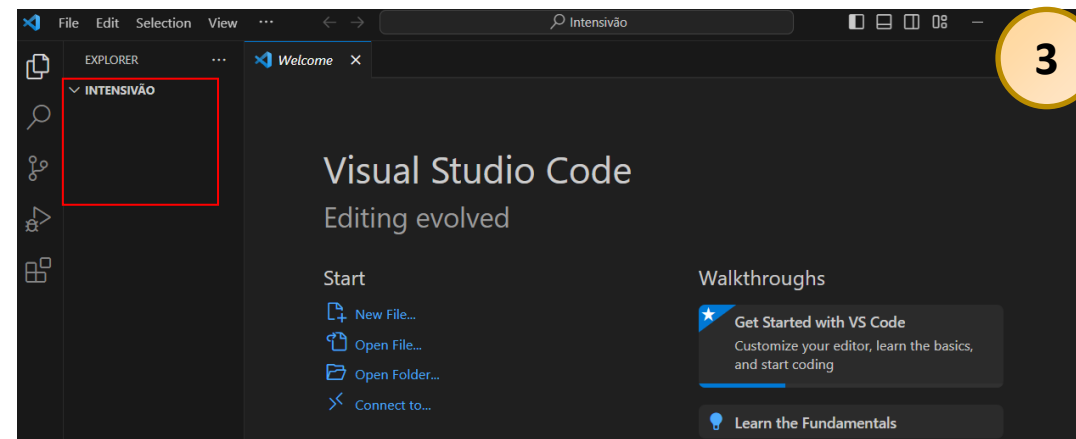 File Edit Selection View ··· Intensivão
3
EXPLORER ···
Welcome
INTENSIVÃO
Visual Studio Code
Editing evolved
Start
New File...
Open File...
Open Folder...
Connect to...
Walkthroughs
Get Started with VS Code
Customize your editor, learn the basics,
and start coding
Learn the Fundamentals